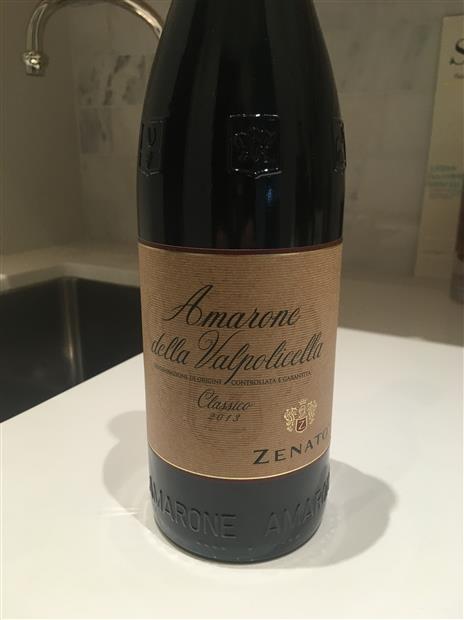 Amarone
della Valpolicella
DENOMINAZIONE DI ORIGINE CONTROLLATA E GARANTITA
Classico
2013
Z
ZENATO
AMARONE AMARO
S